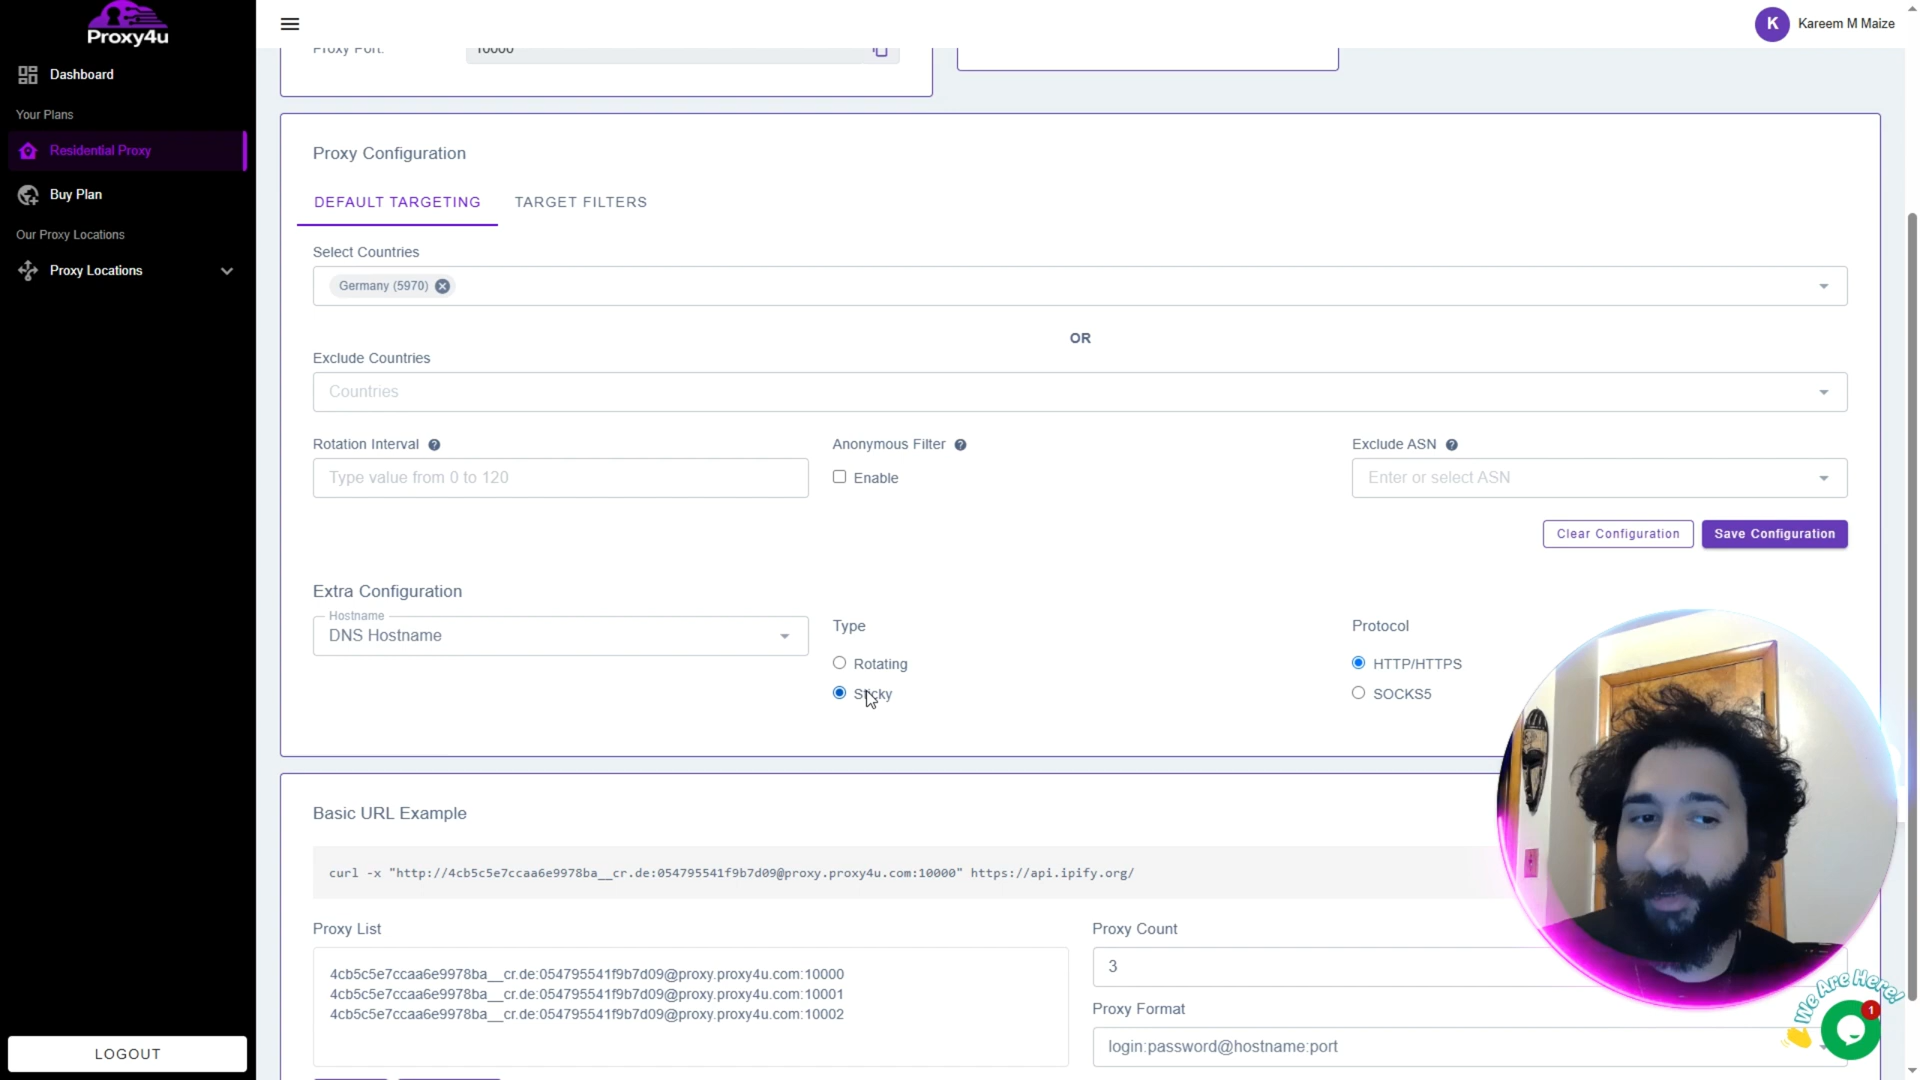 Proxy4u
K
Kareem M Maize
Dashboard
Your Plans
Residential Proxy
Buy Plan
Our Proxy Locations
Proxy Locations
LOGOUT
Proxy Port:
10000
Proxy Configuration
DEFAULT TARGETING
TARGET FILTERS
Select Countries
Germany (5970)
OR
Exclude Countries
Countries
Rotation Interval ?
Anonymous Filter ?
Exclude ASN ?
Type value from 0 to 120
Enable
Enter or select ASN
Clear Configuration
Save Configuration
Extra Configuration
Hostname
DNS Hostname
Type
Rotating
Sticky
Protocol
HTTP/HTTPS
SOCKS5
Basic URL Example
curl -x "http://4cb5c5e7ccaa6e9978ba__cr.de:054795541f9b7d09@proxy.proxy4u.com:10000" https://api.ipify.org/
Proxy List
4cb5c5e7ccaa6e9978ba__cr.de:054795541f9b7d09@proxy.proxy4u.com:10000
4cb5c5e7ccaa6e9978ba__cr.de:054795541f9b7d09@proxy.proxy4u.com:10001
4cb5c5e7ccaa6e9978ba__cr.de:054795541f9b7d09@proxy.proxy4u.com:10002
Proxy Count
3
Proxy Format
login:password@hostname:port
We Are Here!
1